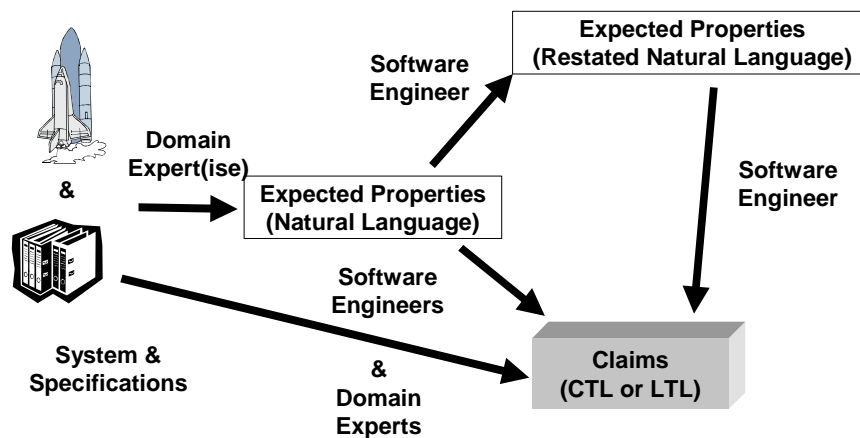 Expected Properties
(Restated Natural Language)
Software
Engineer
Domain
Expert(ise)
&
Expected Properties
(Natural Language)
Software
Engineer
Software
Engineers
System &
Specifications
&
Domain
Experts
Claims
(CTL or LTL)